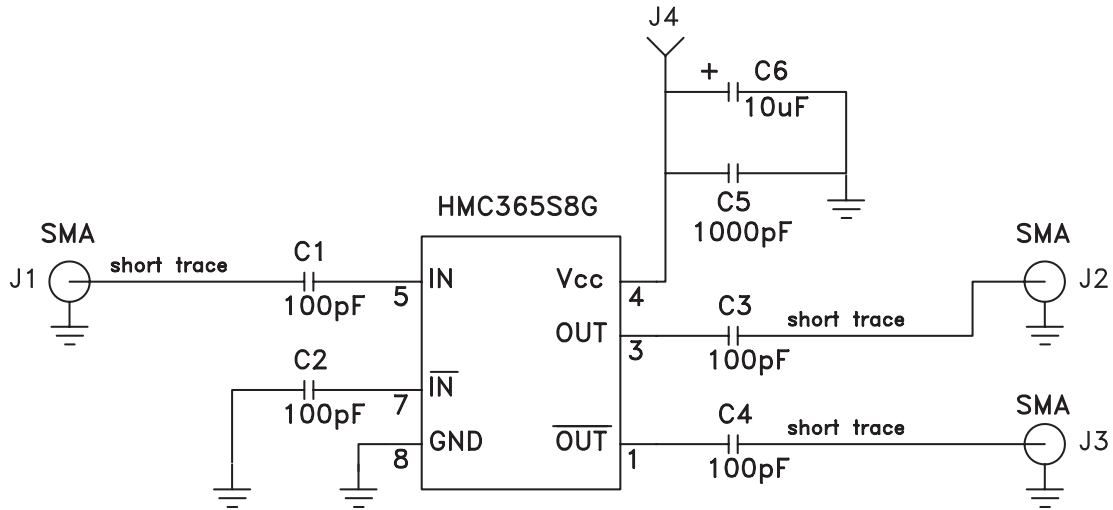 J4
+
C6
10uF
C5
1000pF
HMC365S8G
SMA
J1
short trace
C1
100pF
5
IN
Vcc
4
OUT
3
C3
100pF
short trace
SMA
J2
C2
100pF
7
IN
GND
8
OUT
1
C4
100pF
short trace
SMA
J3